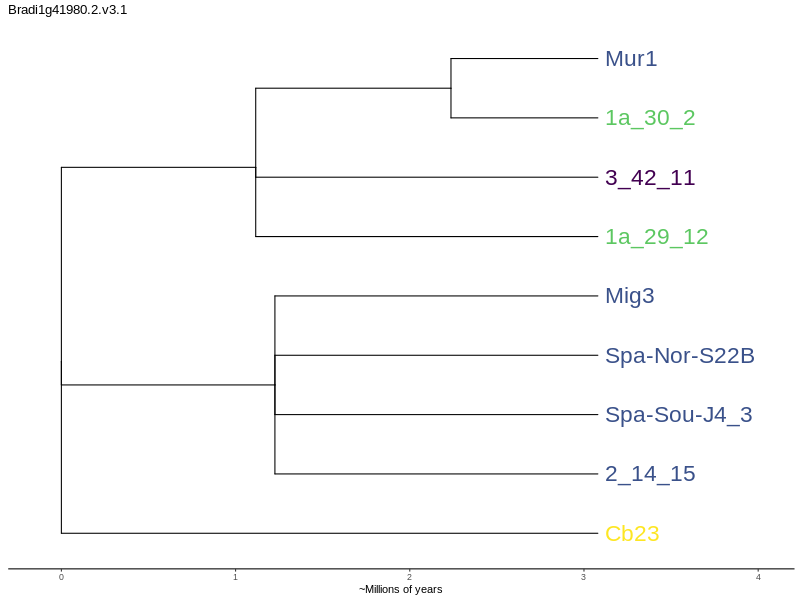 Bradi1g41980.2.v3.1
Mur1
1a_30_2
3_42_11
1a_29_12
Mig3
Spa-Nor-S22B
Spa-Sou-J4_3
2_14_15
Cb23
0 1 2 3 4
~Millions of years